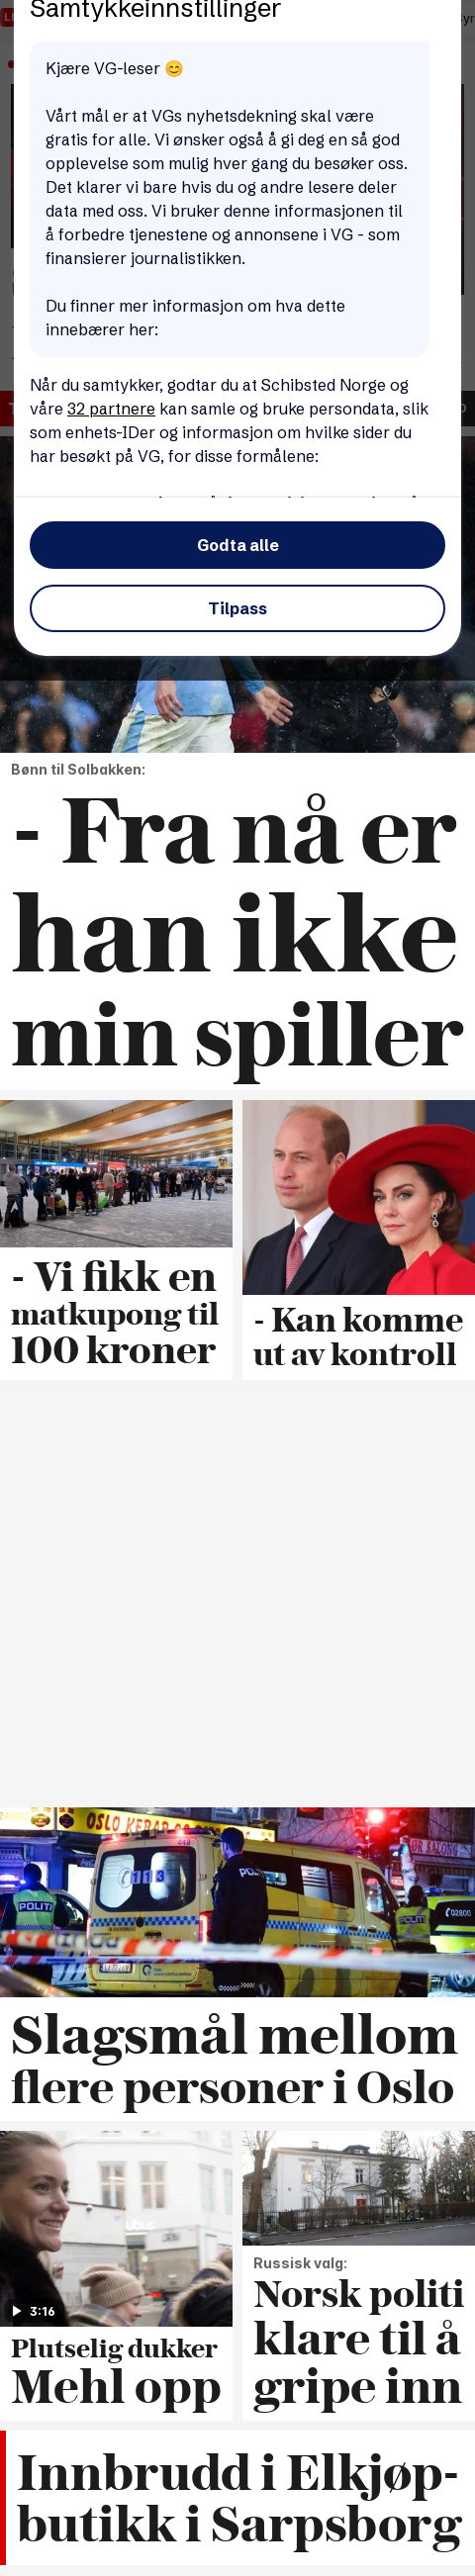 Samtykkeinnstillinger
Kjære VG-leser 😊
Vårt mål er at VGs nyhetsdekning skal være
gratis for alle. Vi ønsker også å gi deg en så god
opplevelse som mulig hver gang du besøker oss.
Det klarer vi bare hvis du og andre lesere deler
data med oss. Vi bruker denne informasjonen til
å forbedre tjenestene og annonsene i VG - som
finansierer journalistikken.
Du finner mer informasjon om hva dette
innebærer her:
Når du samtykker, godtar du at Schibsted Norge og
våre 32 partnere kan samle og bruke persondata, slik
som enhets-IDer og informasjon om hvilke sider du
har besøkt på VG, for disse formålene:
Godta alle
Tilpass
Bønn til Solbakken:
- Fra nå er
han ikke
min spiller
- Vi fikk en
matkupong til
100 kroner
- Kan komme
ut av kontroll
OSLO KEBAB
448
113
POLITI
POLITI
02800
AMBULANSE
Slagsmål mellom
flere personer i Oslo
3:16
Plutselig dukker
Mehl opp
Russisk valg:
Norsk politi
klare til å
gripe inn
Innbrudd i Elkjøp-
butikk i Sarpsborg